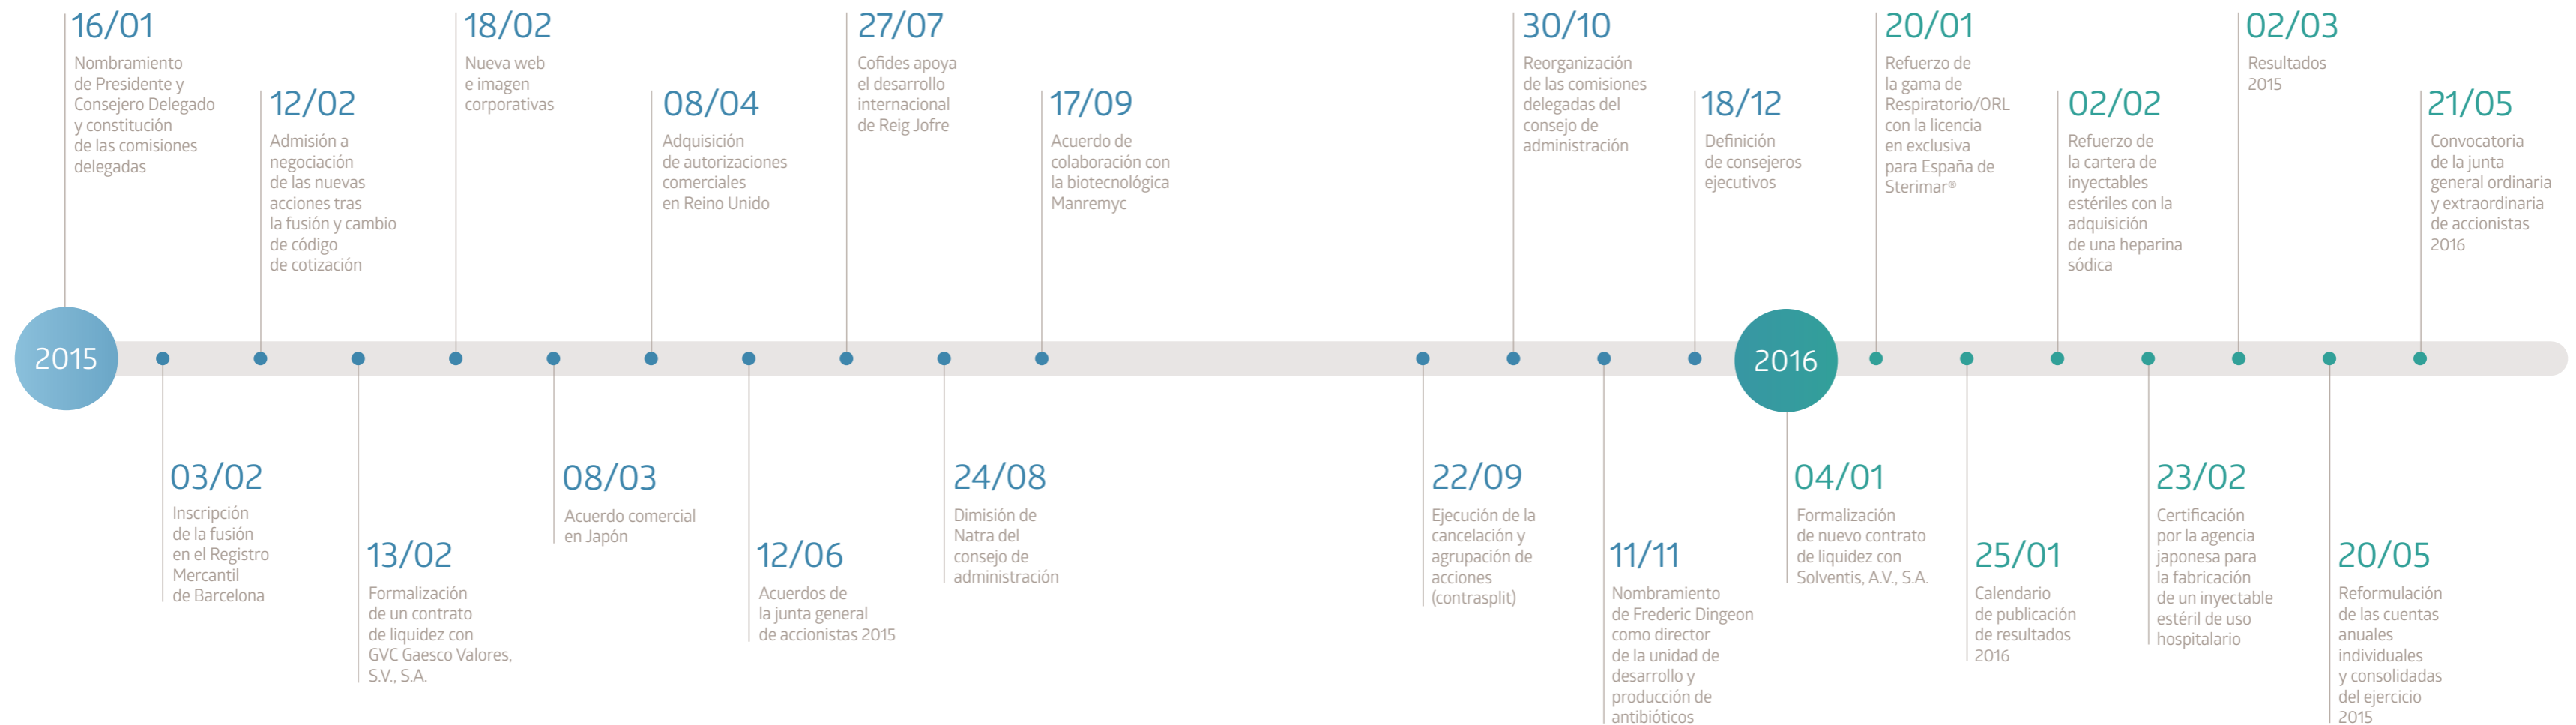 16/01
Nombramiento
de Presidente y
Consejero Delegado
y constitución
de las comisiones
delegadas
12/02
Admisión a
negociación
de las nuevas
acciones tras
la fusión y cambio
de código
de cotización
18/02
Nueva web
e imagen
corporativas
08/04
Adquisición
de autorizaciones
comerciales
en Reino Unido
27/07
Cofides apoya
el desarrollo
internacional
de Reig Jofre
17/09
Acuerdo de
colaboración con
la biotecnológica
Manremyc
30/10
Reorganización
de las comisiones
delegadas del
consejo de
administración
18/12
Definición
de consejeros
ejecutivos
20/01
Refuerzo de
la gama de
Respiratorio/ORL
con la licencia
en exclusiva
para España de
Sterimar®
02/02
Refuerzo de
la cartera de
inyectables
estériles con la
adquisición
de una heparina
sódica
02/03
Resultados
2015
21/05
Convocatoria
de la junta
general ordinaria
y extraordinaria
de accionistas
2016
2015
2016
03/02
Inscripción
de la fusión
en el Registro
Mercantil
de Barcelona
13/02
Formalización
de un contrato
de liquidez con
GVC Gaesco Valores,
S.V., S.A.
08/03
Acuerdo comercial
en Japón
12/06
Acuerdos de
la junta general
de accionistas 2015
24/08
Dimisión de
Natra del
consejo de
administración
22/09
Ejecución de la
cancelación y
agrupación de
acciones
(contrasplit)
11/11
Nombramiento
de Frederic Dingeon
como director
de la unidad de
desarrollo y
producción de
antibióticos
04/01
Formalización
de nuevo contrato
de liquidez con
Solventis, A.V., S.A.
25/01
Calendario
de publicación
de resultados
2016
23/02
Certificación
por la agencia
japonesa para
la fabricación
de un inyectable
estéril de uso
hospitalario
20/05
Reformulación
de las cuentas
anuales
individuales
y consolidadas
del ejercicio
2015